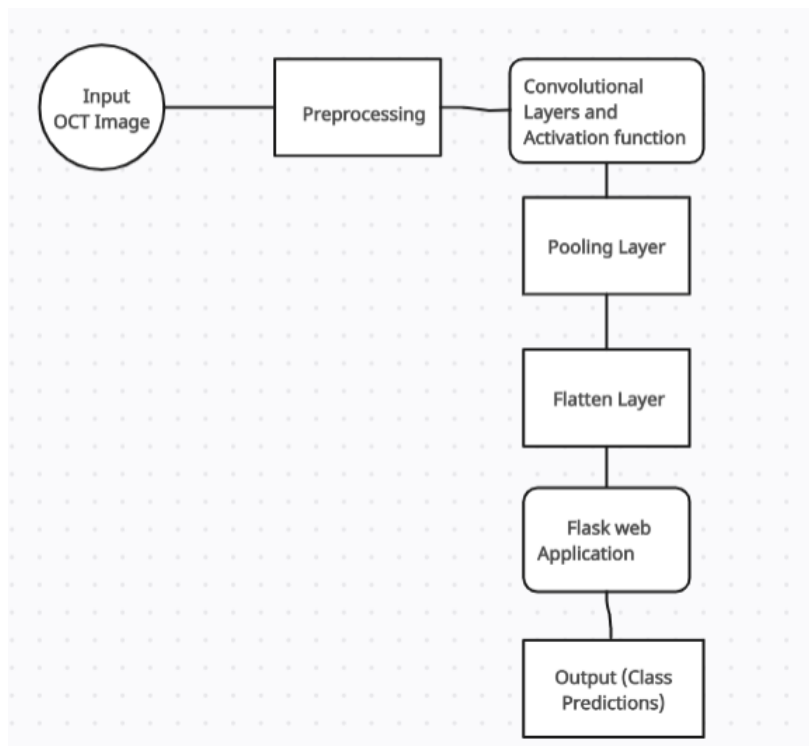 Input
OCT Image
Preprocessing
Convolutional
Layers and
Activation function
Pooling Layer
Flatten Layer
Flask web
Application
Output (Class
Predictions)